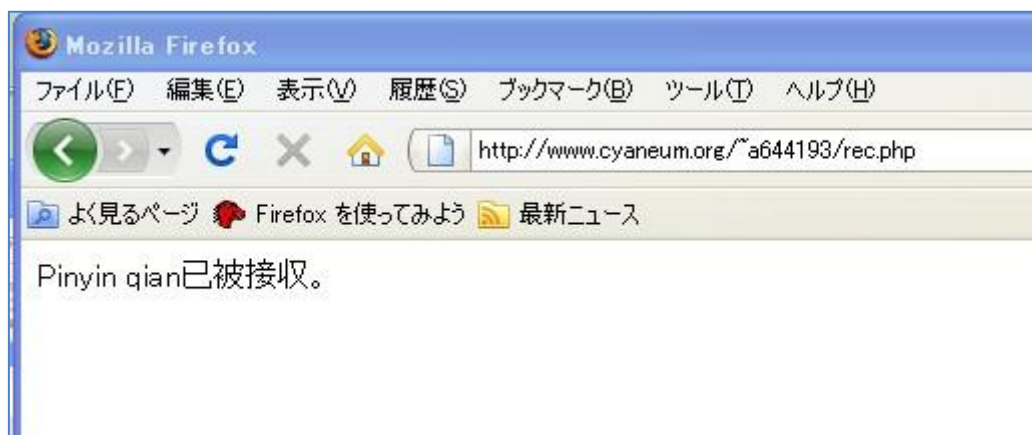 Mozilla Firefox
ファイル(F) 編集(E) 表示(V) 履歴(S) ブックマーク(B) ツール(T) ヘルプ(H)
http://www.cyaneum.org/~a644193/rec.php
よく見るページ Firefox を使ってみよう 最新ニュース
Pinyin qian已被接収。